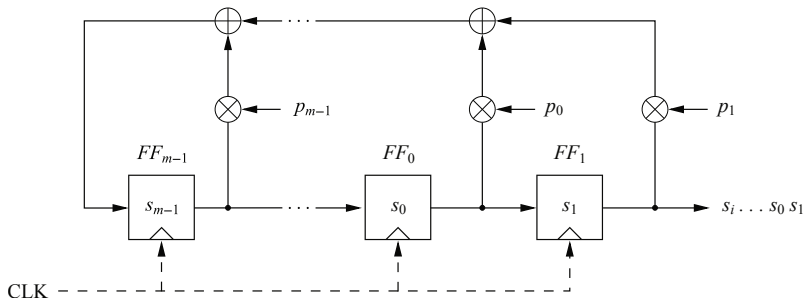 p_{m−1} p_0 p_1
FF_{m−1} FF_0 FF_1
s_{m−1} ... s_0 s_1 s_i ... s_0 s_1
CLK